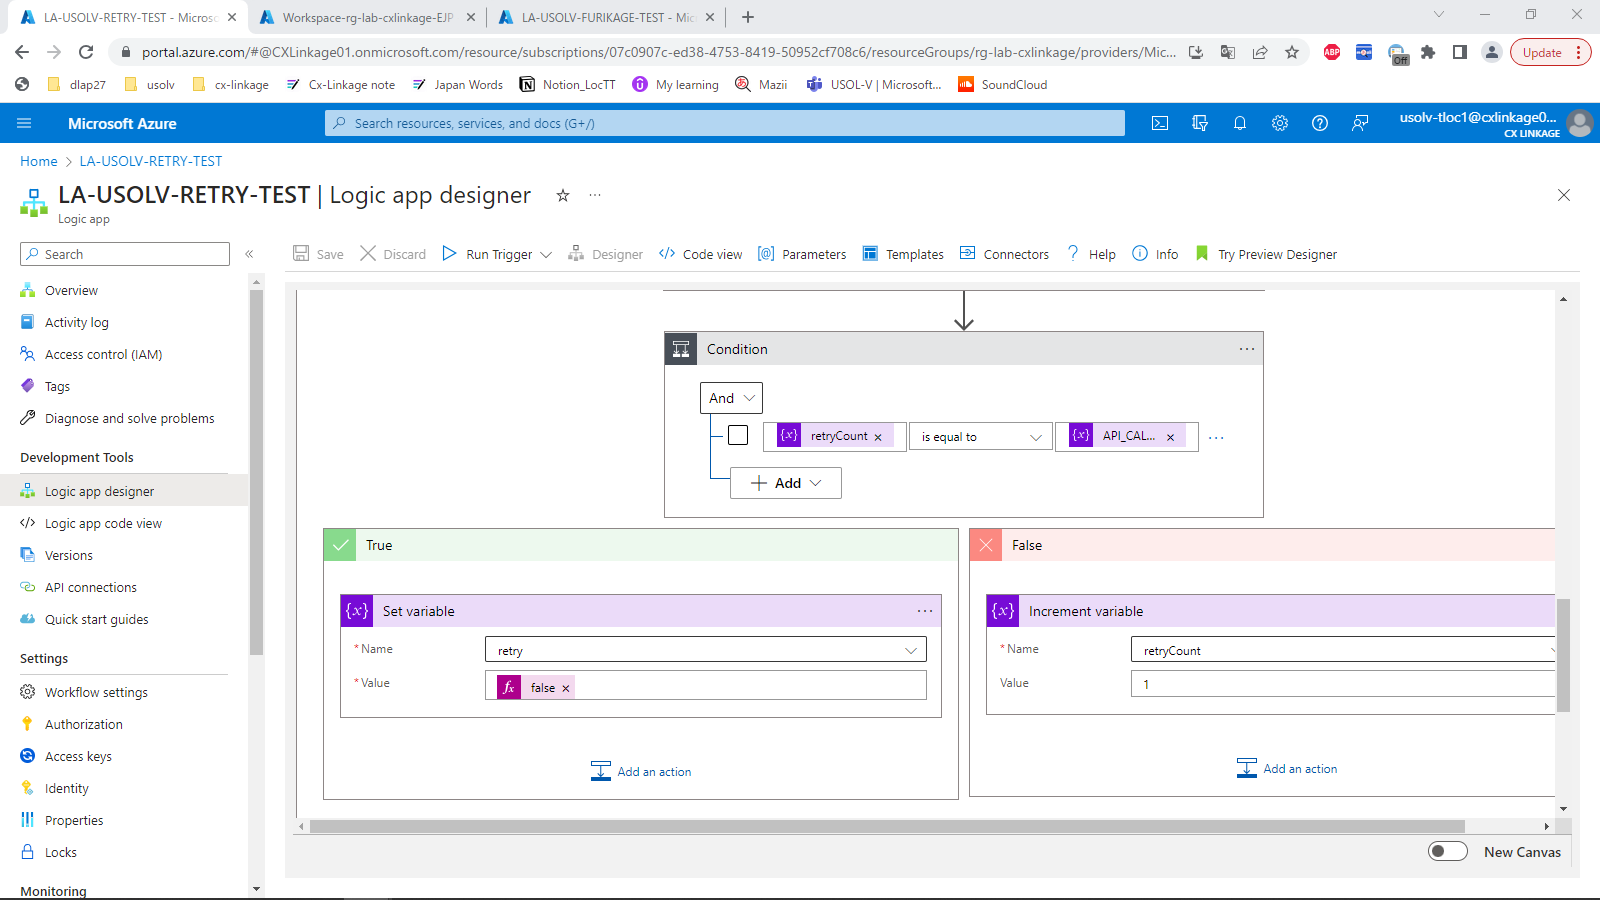 LA-USOLV-RETRY-TEST - Microsc
Workspace-rg-lab-cxlinkage-EJP
LA-USOLV-FURIKAGE-TEST - Mic
portal.azure.com/#@CXLinkage01.onmicrosoft.com/resource/subscriptions/07c0907c-ed38-4753-8419-50952cf708c6/resourceGroups/rg-lab-cxlinkage/providers/Mic...
ABP
Off
Update
dlap27
usolv
cx-linkage
Cx-Linkage note
Japan Words
Notion_LocTT
My learning
Mazii
USOL-V | Microsoft...
SoundCloud
Microsoft Azure
Search resources, services, and docs (G+/)
usolv-tloc1@cxlinkage0...
CX LINKAGE
Home > LA-USOLV-RETRY-TEST
LA-USOLV-RETRY-TEST | Logic app designer
Logic app
Search
Save
Discard
Run Trigger
Designer
Code view
Parameters
Templates
Connectors
Help
Info
Try Preview Designer
Overview
Activity log
Access control (IAM)
Tags
Diagnose and solve problems
Development Tools
Logic app designer
Logic app code view
Versions
API connections
Quick start guides
Settings
Workflow settings
Authorization
Access keys
Identity
Properties
Locks
Monitoring
Condition
And
{x} retryCount
is equal to
{x} API_CAL...
Add
True
{x} Set variable
* Name
retry
* Value
fx false
Add an action
False
{x} Increment variable
* Name
retryCount
Value
1
Add an action
New Canvas